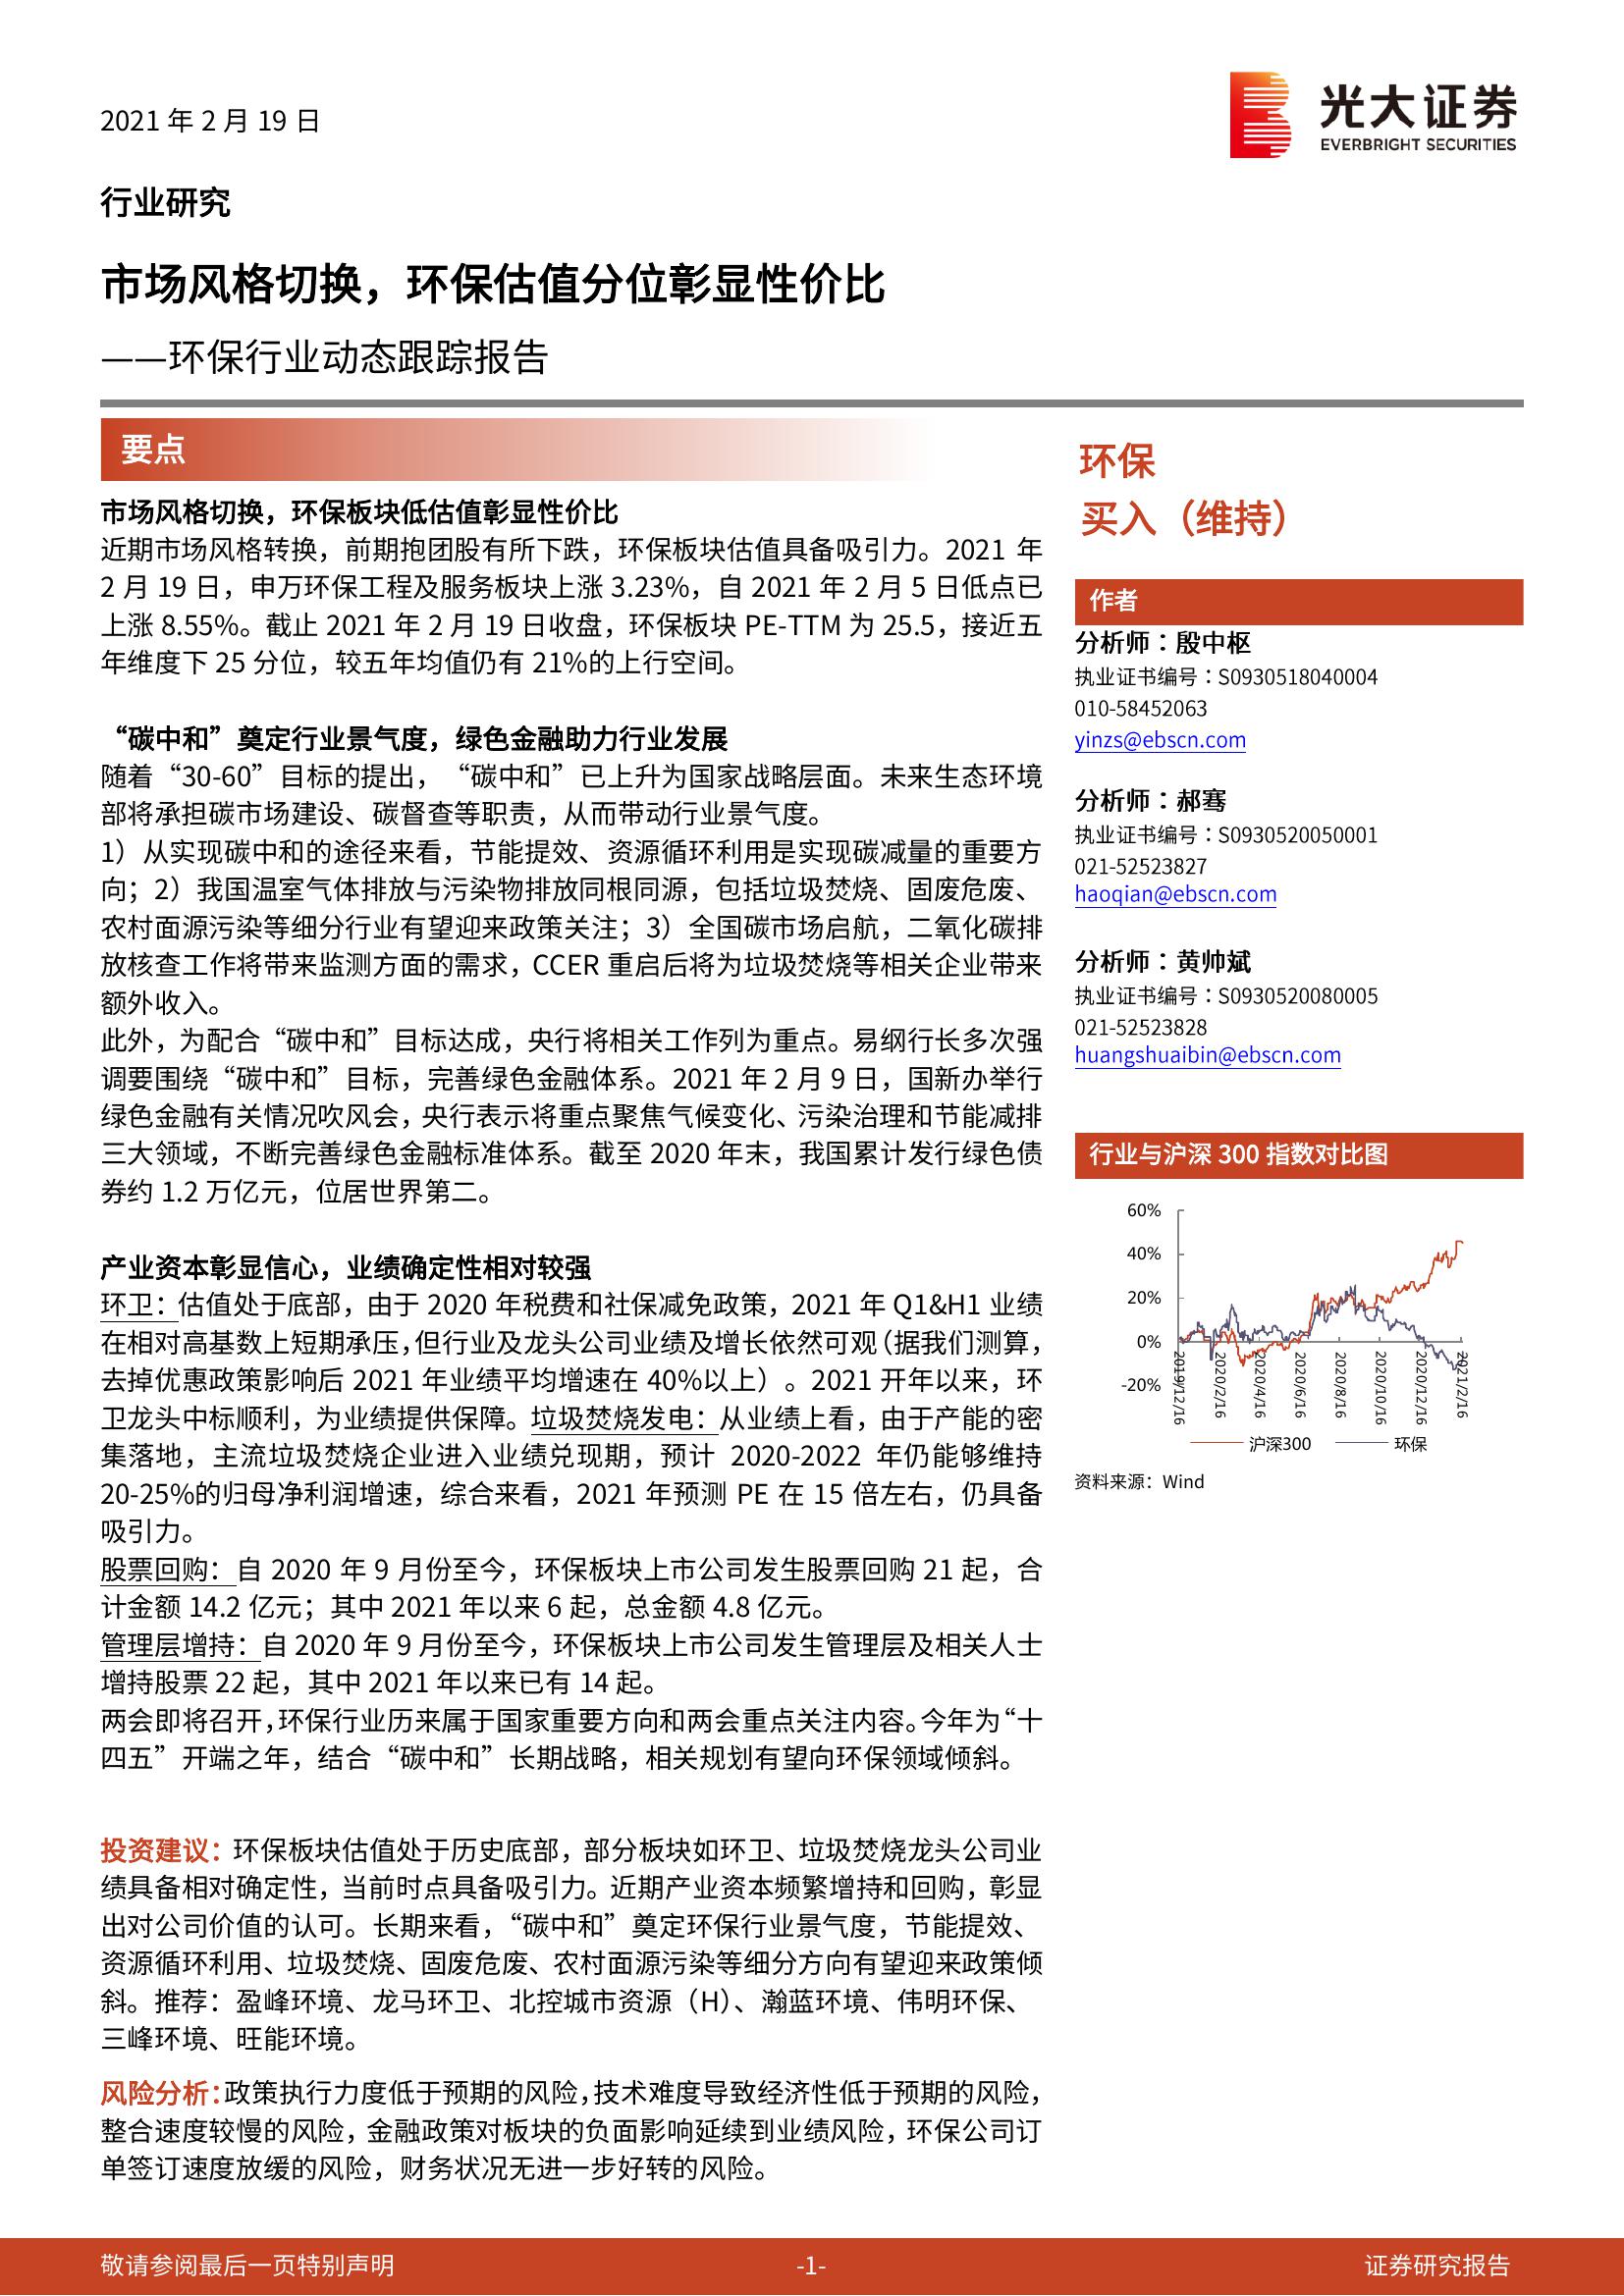 2021 年 2 月 19 日
光大证券
EVERBRIGHT SECURITIES
行业研究
市场风格切换，环保估值分位彰显性价比
——环保行业动态跟踪报告
要点
市场风格切换，环保板块低估值彰显性价比
近期市场风格转换，前期抱团股有所下跌，环保板块估值具备吸引力。2021 年
2 月 19 日，申万环保工程及服务板块上涨 3.23%，自 2021 年 2 月 5 日低点已
上涨 8.55%。截止 2021 年 2 月 19 日收盘，环保板块 PE-TTM 为 25.5，接近五
年维度下 25 分位，较五年均值仍有 21%的上行空间。
“碳中和”奠定行业景气度，绿色金融助力行业发展
随着“30-60”目标的提出，“碳中和”已上升为国家战略层面。未来生态环境
部将承担碳市场建设、碳督查等职责，从而带动行业景气度。
1）从实现碳中和的途径来看，节能提效、资源循环利用是实现碳减量的重要方
向；2）我国温室气体排放与污染物排放同根同源，包括垃圾焚烧、固废危废、
农村面源污染等细分行业有望迎来政策关注；3）全国碳市场启航，二氧化碳排
放核查工作将带来监测方面的需求，CCER 重启后将为垃圾焚烧等相关企业带来
额外收入。
此外，为配合“碳中和”目标达成，央行将相关工作列为重点。易纲行长多次强
调要围绕“碳中和”目标，完善绿色金融体系。2021 年 2 月 9 日，国新办举行
绿色金融有关情况吹风会，央行表示将重点聚焦气候变化、污染治理和节能减排
三大领域，不断完善绿色金融标准体系。截至 2020 年末，我国累计发行绿色债
券约 1.2 万亿元，位居世界第二。
产业资本彰显信心，业绩确定性相对较强
环卫：估值处于底部，由于 2020 年税费和社保减免政策，2021 年 Q1&H1 业绩
在相对高基数上短期承压，但行业及龙头公司业绩及增长依然可观（据我们测算，
去掉优惠政策影响后 2021 年业绩平均增速在 40%以上）。2021 开年以来，环
卫龙头中标顺利，为业绩提供保障。垃圾焚烧发电：从业绩上看，由于产能的密
集落地，主流垃圾焚烧企业进入业绩兑现期，预计 2020-2022 年仍能够维持
20-25%的归母净利润增速，综合来看，2021 年预测 PE 在 15 倍左右，仍具备
吸引力。
股票回购：自 2020 年 9 月份至今，环保板块上市公司发生股票回购 21 起，合
计金额 14.2 亿元；其中 2021 年以来 6 起，总金额 4.8 亿元。
管理层增持：自 2020 年 9 月份至今，环保板块上市公司发生管理层及相关人士
增持股票 22 起，其中 2021 年以来已有 14 起。
两会即将召开，环保行业历来属于国家重要方向和两会重点关注内容。今年为“十
四五”开端之年，结合“碳中和”长期战略，相关规划有望向环保领域倾斜。
投资建议：环保板块估值处于历史底部，部分板块如环卫、垃圾焚烧龙头公司业
绩具备相对确定性，当前时点具备吸引力。近期产业资本频繁增持和回购，彰显
出对公司价值的认可。长期来看，“碳中和”奠定环保行业景气度，节能提效、
资源循环利用、垃圾焚烧、固废危废、农村面源污染等细分方向有望迎来政策倾
斜。推荐：盈峰环境、龙马环卫、北控城市资源（H）、瀚蓝环境、伟明环保、
三峰环境、旺能环境。
风险分析：政策执行力度低于预期的风险，技术难度导致经济性低于预期的风险，
整合速度较慢的风险，金融政策对板块的负面影响延续到业绩风险，环保公司订
单签订速度放缓的风险，财务状况无进一步好转的风险。
环保
买入（维持）
作者
分析师：殷中枢
执业证书编号：S0930518040004
010-58452063
yinzs@ebscn.com
分析师：郝骞
执业证书编号：S0930520050001
021-52523827
haoqian@ebscn.com
分析师：黄帅斌
执业证书编号：S0930520080005
021-52523828
huangshuaibin@ebscn.com
行业与沪深 300 指数对比图
60%
40%
20%
0%
-20%
2019/12/16
2020/2/16
2020/4/16
2020/6/16
2020/8/16
2020/10/16
2020/12/16
2021/2/16
沪深300 环保
资料来源：Wind
敬请参阅最后一页特别声明 -1- 证券研究报告